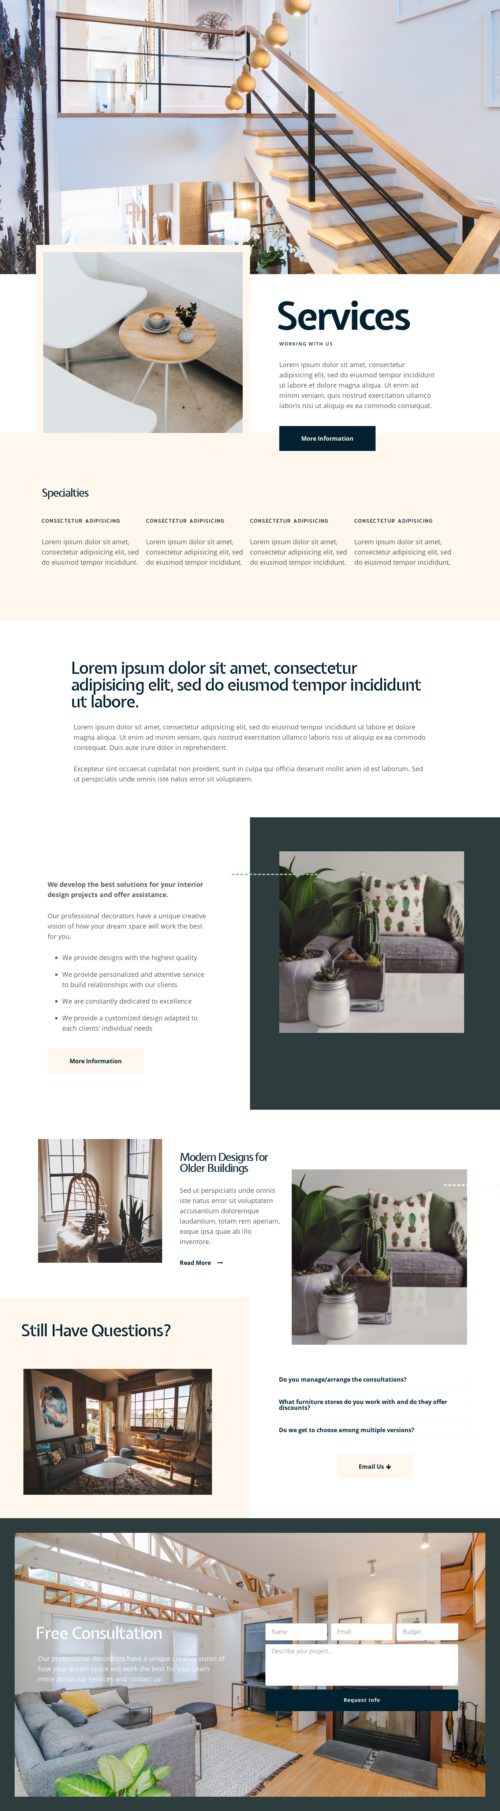 Services
WORKING WITH US
Lorem ipsum dolor sit amet, consectetur
adipisicing elit, sed do eiusmod tempor incididunt
ut labore et dolore magna aliqua. Ut enim ad
minim veniam, quis nostrud exercitation ullamco
laboris nisi ut aliquip ex ea commodo consequat.
More Information
Specialties
CONSECTETUR ADIPISICING
Lorem ipsum dolor sit amet,
consectetur adipisicing elit, sed
do eiusmod tempor incididunt.
CONSECTETUR ADIPISICING
Lorem ipsum dolor sit amet,
consectetur adipisicing elit, sed
do eiusmod tempor incididunt.
CONSECTETUR ADIPISICING
Lorem ipsum dolor sit amet,
consectetur adipisicing elit, sed
do eiusmod tempor incididunt.
CONSECTETUR ADIPISICING
Lorem ipsum dolor sit amet,
consectetur adipisicing elit, sed
do eiusmod tempor incididunt.
Lorem ipsum dolor sit amet, consectetur
adipisicing elit, sed do eiusmod tempor incididunt
ut labore.
Lorem ipsum dolor sit amet, consectetur adipisicing elit, sed do eiusmod tempor incididunt ut labore et dolore
magna aliqua. Ut enim ad minim veniam, quis nostrud exercitation ullamco laboris nisi ut aliquip ex ea commodo
consequat. Duis aute irure dolor in reprehenderit.
Excepteur sint occaecat cupidatat non proident, sunt in culpa qui officia deserunt mollit anim id est laborum. Sed
ut perspiciatis unde omnis iste natus error sit voluptatem.
We develop the best solutions for your interior
design projects and offer assistance.
Our professional decorators have a unique creative
vision of how your dream space will work the best
for you.
• We provide designs with the highest quality
• We provide personalized and attentive service
to build relationships with our clients
• We are constantly dedicated to excellence
• We provide a customized design adapted to
each clients' individual needs
More Information
Modern Designs for
Older Buildings
Sed ut perspiciatis unde omnis
iste natus error sit voluptatem
accusantium doloremque
laudantium, totam rem aperiam,
eaque ipsa quae ab illo
inventore.
Read More →
Still Have Questions?
Do you manage/arrange the consultations?
What furniture stores do you work with and do they offer
discounts?
Do we get to choose among multiple versions?
Email Us ↓
Free Consultation
Our professional decorators have a unique creative vision of
how your dream space will work the best for you. Learn
more about our services and contact us!
Name
Email
Budget
Describe your project...
Request Info